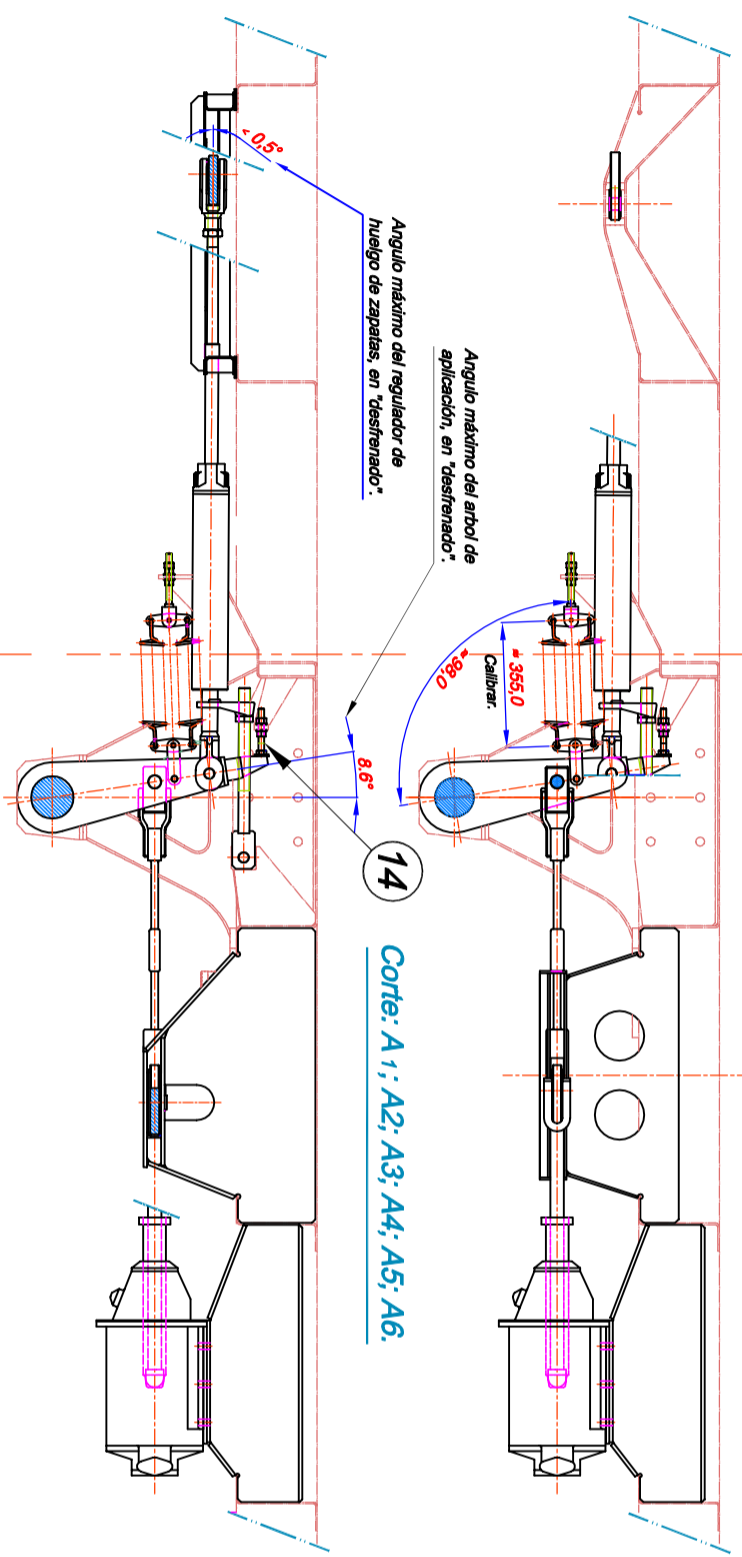 ≈ 355,0
Calibrar.
≈ 98,0
Angulo máximo del arbol de
aplicación, en "desfrenado".
Angulo máximo del regulador de
huelgo de zapatas, en "desfrenado".
< 0,5°
8.6°
14
Corte: A1; A2; A3; A4; A5; A6.